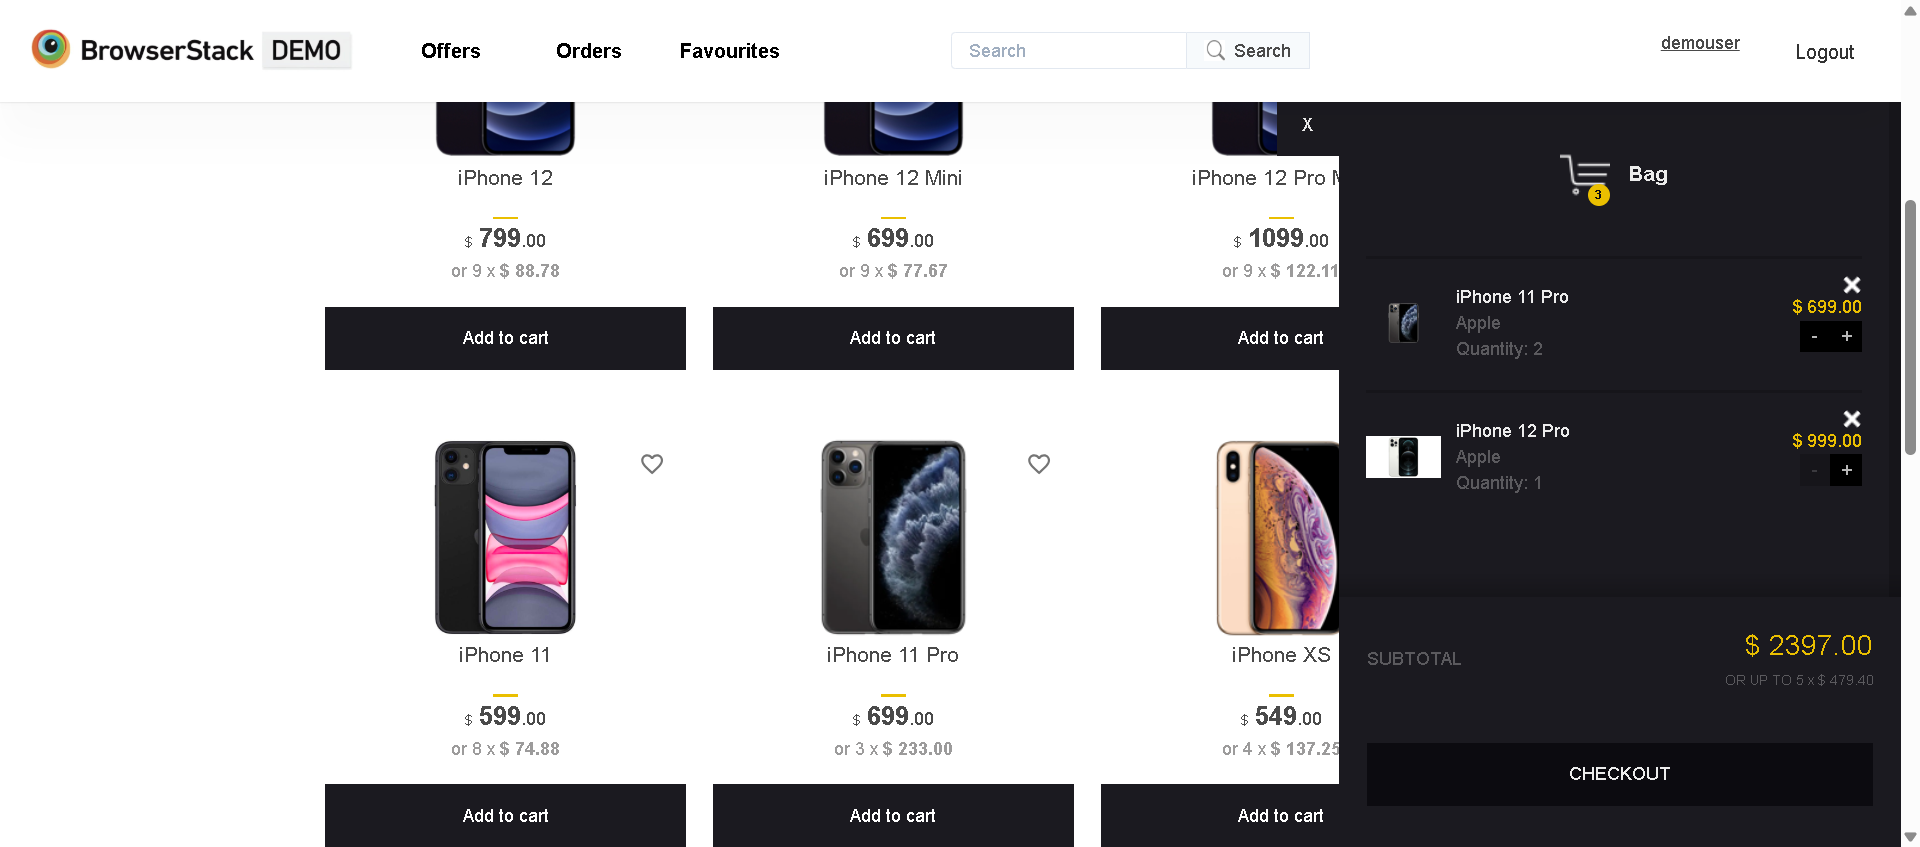 BrowserStack DEMO
Offers
Orders
Favourites
Search
Search
demouser
Logout
iPhone 12
$ 799.00
or 9 x $ 88.78
Add to cart
iPhone 12 Mini
$ 699.00
or 9 x $ 77.67
Add to cart
iPhone 12 Pro
$ 1099.00
or 9 x $ 122.11
Add to cart
iPhone 11
$ 599.00
or 8 x $ 74.88
Add to cart
iPhone 11 Pro
$ 699.00
or 3 x $ 233.00
Add to cart
iPhone XS
$ 549.00
or 4 x $ 137.25
Add to cart
X
3
Bag
iPhone 11 Pro
Apple
Quantity: 2
$ 699.00
- +
iPhone 12 Pro
Apple
Quantity: 1
$ 999.00
- +
SUBTOTAL
$ 2397.00
OR UP TO 5 x $ 479.40
CHECKOUT